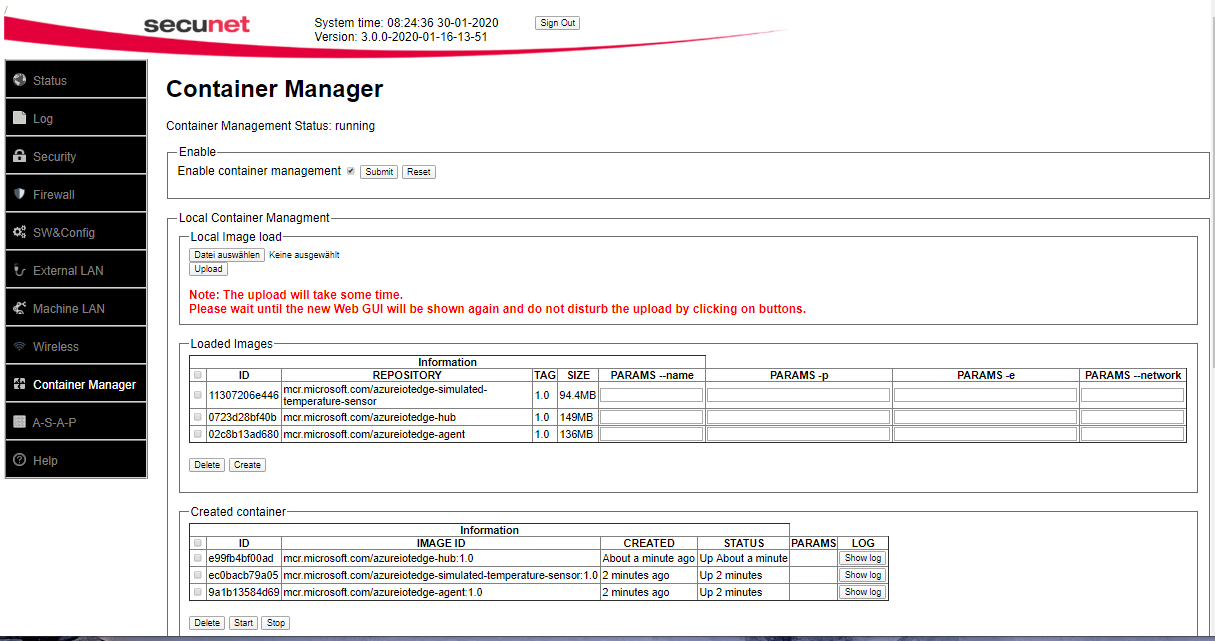 /
secunet
System time: 08:24:36 30-01-2020
Sign Out
Version: 3.0.0-2020-01-16-13-51
Status
Log
Security
Firewall
SW&Config
External LAN
Machine LAN
Wireless
Container Manager
A-S-A-P
Help
Container Manager
Container Management Status: running
Enable
Enable container management Submit Reset
Local Container Managment
Local Image load
Datei auswählen Keine ausgewählt
Upload
Note: The upload will take some time.
Please wait until the new Web GUI will be shown again and do not disturb the upload by clicking on buttons.
Loaded Images
Information
ID REPOSITORY TAG SIZE PARAMS --name PARAMS -p PARAMS -e PARAMS --network
11307206e446 mcr.microsoft.com/azureiotedge-simulated-temperature-sensor 1.0 94.4MB
0723d28bf40b mcr.microsoft.com/azureiotedge-hub 1.0 149MB
02c8b13ad680 mcr.microsoft.com/azureiotedge-agent 1.0 136MB
Delete Create
Created container
Information
ID IMAGE ID CREATED STATUS PARAMS LOG
e99fb4bf00ad mcr.microsoft.com/azureiotedge-hub:1.0 About a minute ago Up About a minute Show log
ec0bacb79a05 mcr.microsoft.com/azureiotedge-simulated-temperature-sensor:1.0 2 minutes ago Up 2 minutes Show log
9a1b13584d69 mcr.microsoft.com/azureiotedge-agent:1.0 2 minutes ago Up 2 minutes Show log
Delete Start Stop